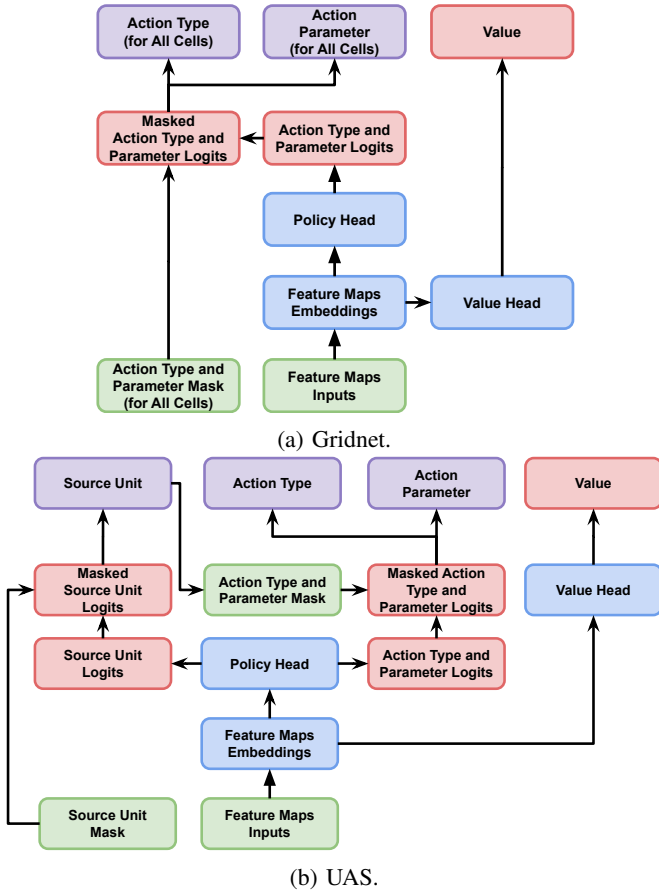 Action Type
(for All Cells)
Action
Parameter
(for All Cells)
Value
Masked
Action Type and
Parameter Logits
Action Type and
Parameter Logits
Policy Head
Feature Maps
Embeddings
Value Head
Action Type and
Parameter Mask
(for All Cells)
Feature Maps
Inputs
(a) Gridnet.
Source Unit
Action Type
Action
Parameter
Value
Masked
Source Unit
Logits
Action Type and
Parameter Mask
Masked Action
Type and
Parameter Logits
Value Head
Source Unit
Logits
Policy Head
Action Type and
Parameter Logits
Feature Maps
Embeddings
Source Unit
Mask
Feature Maps
Inputs
(b) UAS.